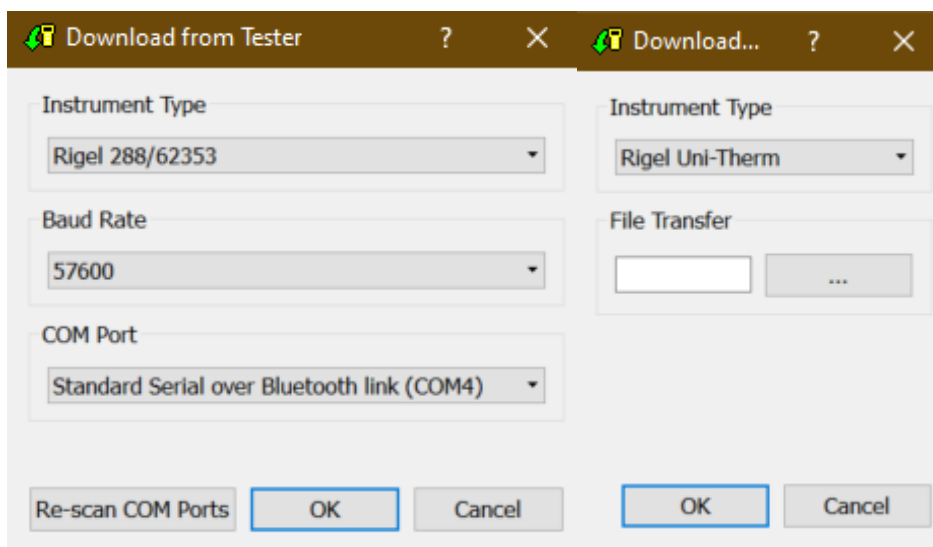 Download from Tester ? ×
Instrument Type
Rigel 288/62353
Baud Rate
57600
COM Port
Standard Serial over Bluetooth link (COM4)
Re-scan COM Ports OK Cancel
Download... ? ×
Instrument Type
Rigel Uni-Therm
File Transfer
...
OK Cancel